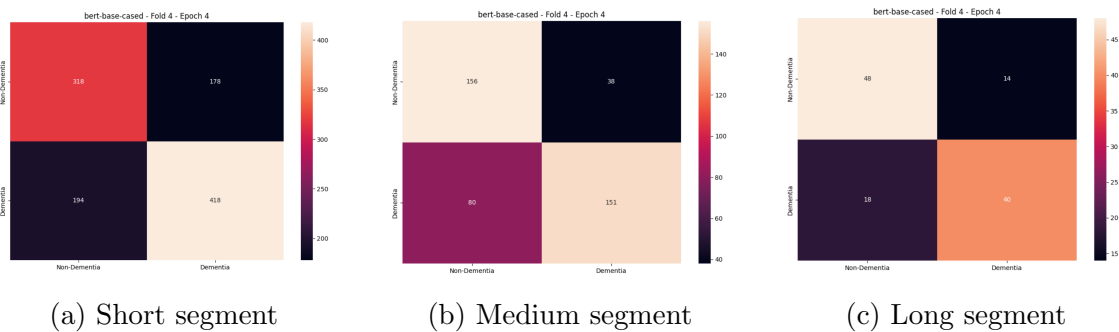 bert-base-cased - Fold 4 - Epoch 4
Non-Dementia
Dementia
318
178
194
418
Non-Dementia
Dementia
400
350
300
250
200
(a) Short segment
bert-base-cased - Fold 4 - Epoch 4
Non-Dementia
Dementia
156
38
80
151
Non-Dementia
Dementia
140
120
100
80
60
40
(b) Medium segment
bert-base-cased - Fold 4 - Epoch 4
Non-Dementia
Dementia
48
14
18
40
Non-Dementia
Dementia
45
40
35
30
25
20
15
(c) Long segment